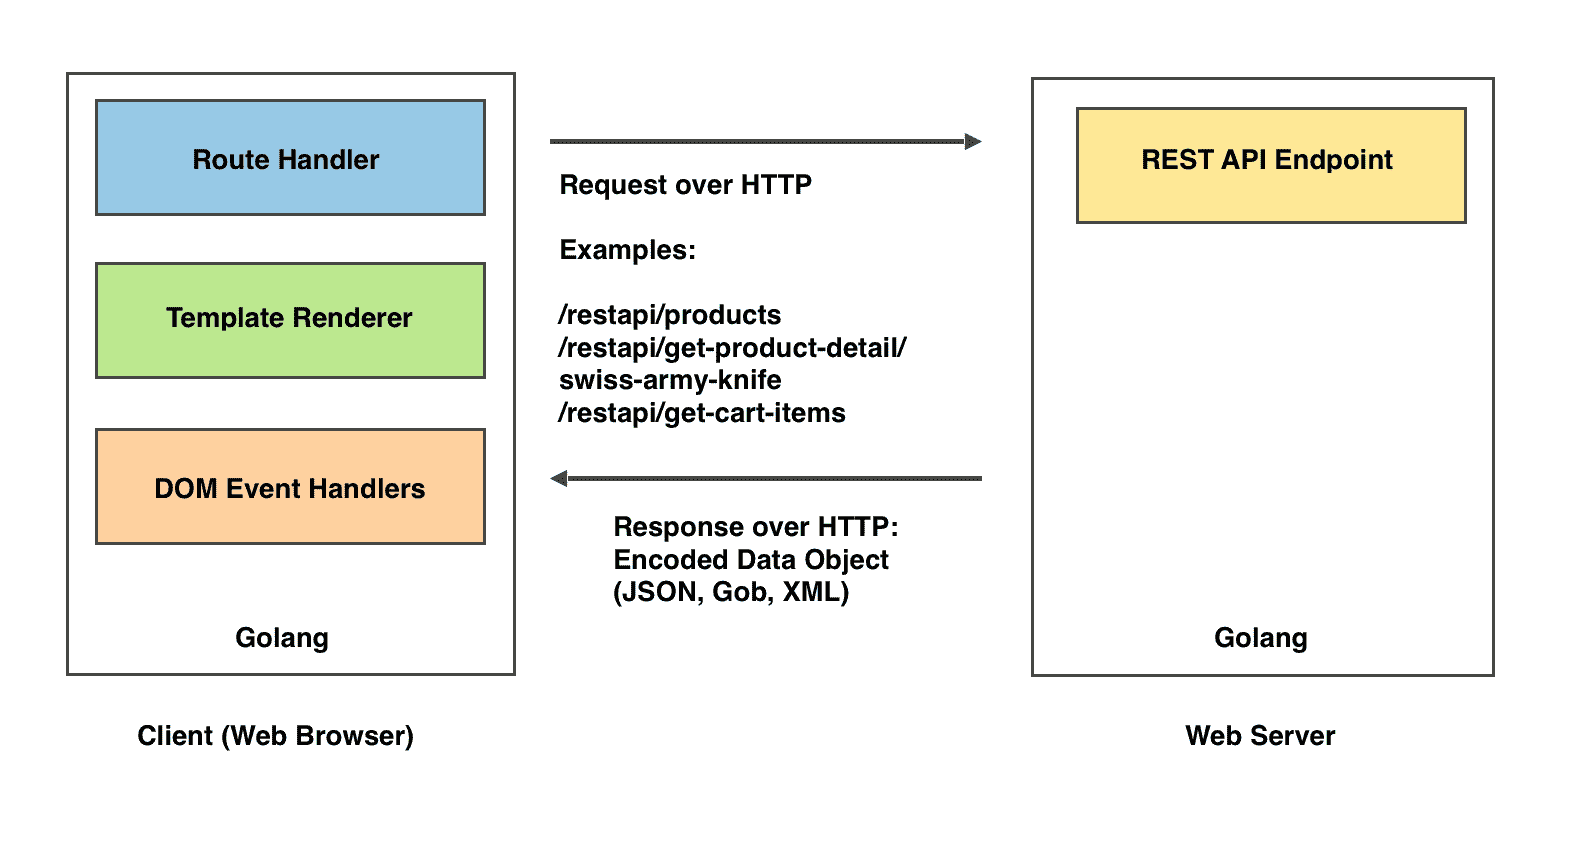 Route Handler
Template Renderer
DOM Event Handlers
Golang
Client (Web Browser)
Request over HTTP
Examples:
/restapi/products
/restapi/get-product-detail/
swiss-army-knife
/restapi/get-cart-items
Response over HTTP:
Encoded Data Object
(JSON, Gob, XML)
REST API Endpoint
Golang
Web Server